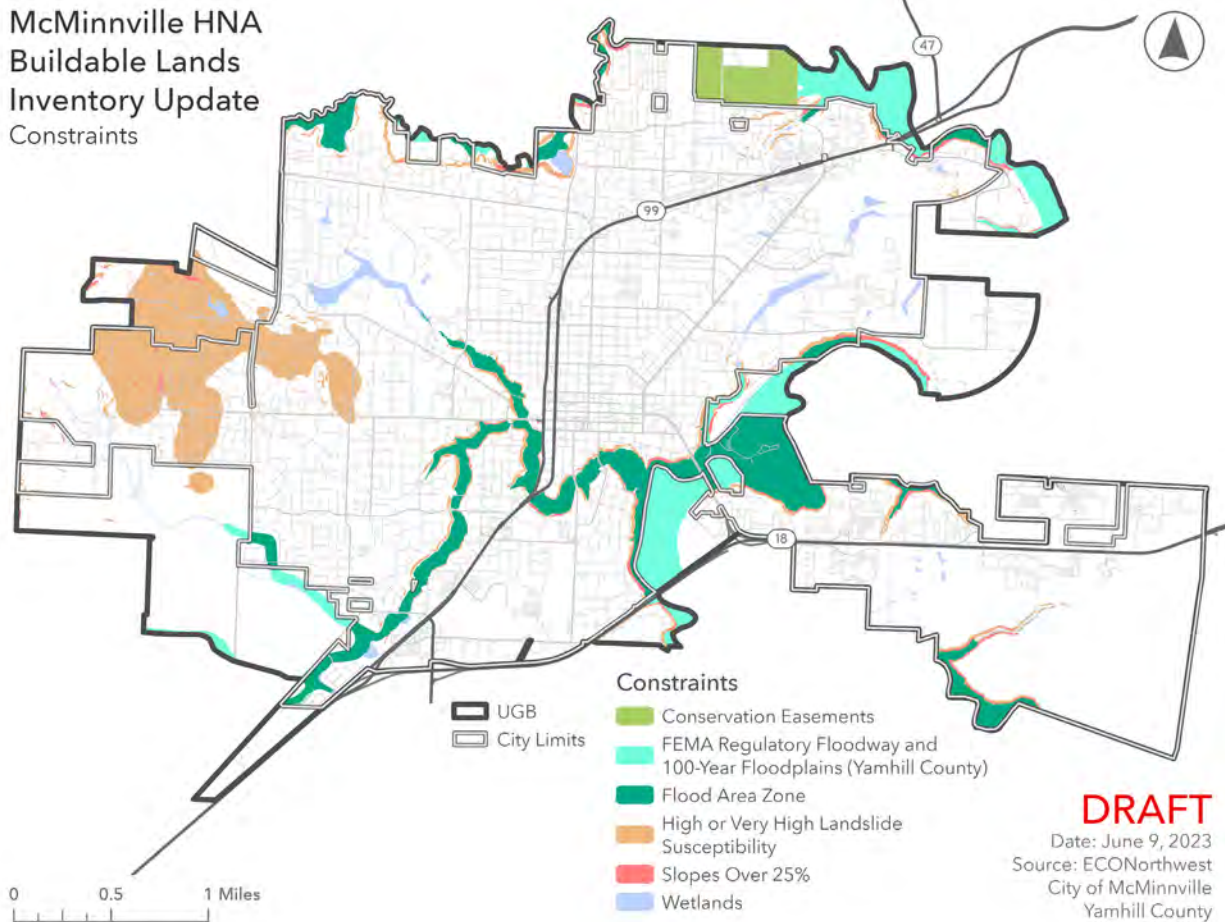 McMinnville HNA
Buildable Lands
Inventory Update
Constraints
47
99
18
UGB
City Limits
Constraints
Conservation Easements
FEMA Regulatory Floodway and
100-Year Floodplains (Yamhill County)
Flood Area Zone
High or Very High Landslide
Susceptibility
Slopes Over 25%
Wetlands
0 0.5 1 Miles
DRAFT
Date: June 9, 2023
Source: ECONorthwest
City of McMinnville
Yamhill County